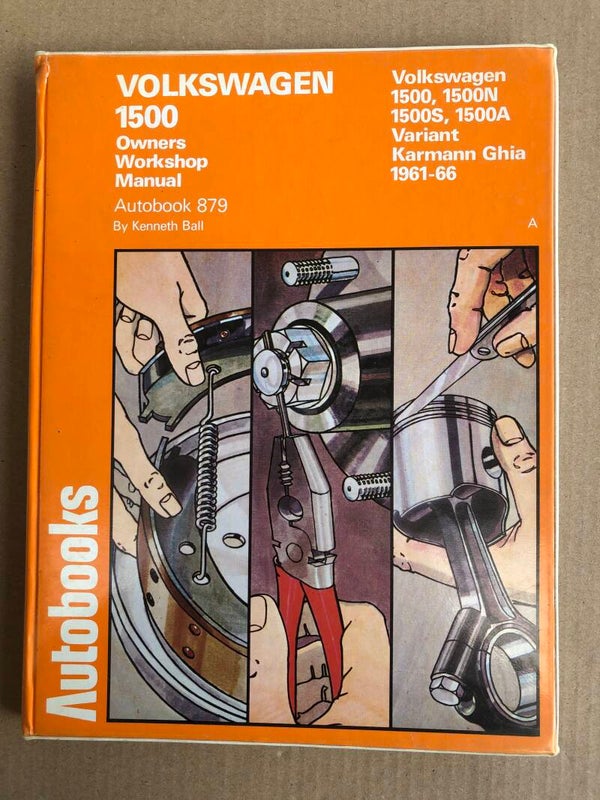 VOLKSWAGEN
1500
Owners
Workshop
Manual
Autobook 879
By Kenneth Ball
Volkswagen
1500, 1500N
1500S, 1500A
Variant
Karmann Ghia
1961-66
A
Autobooks